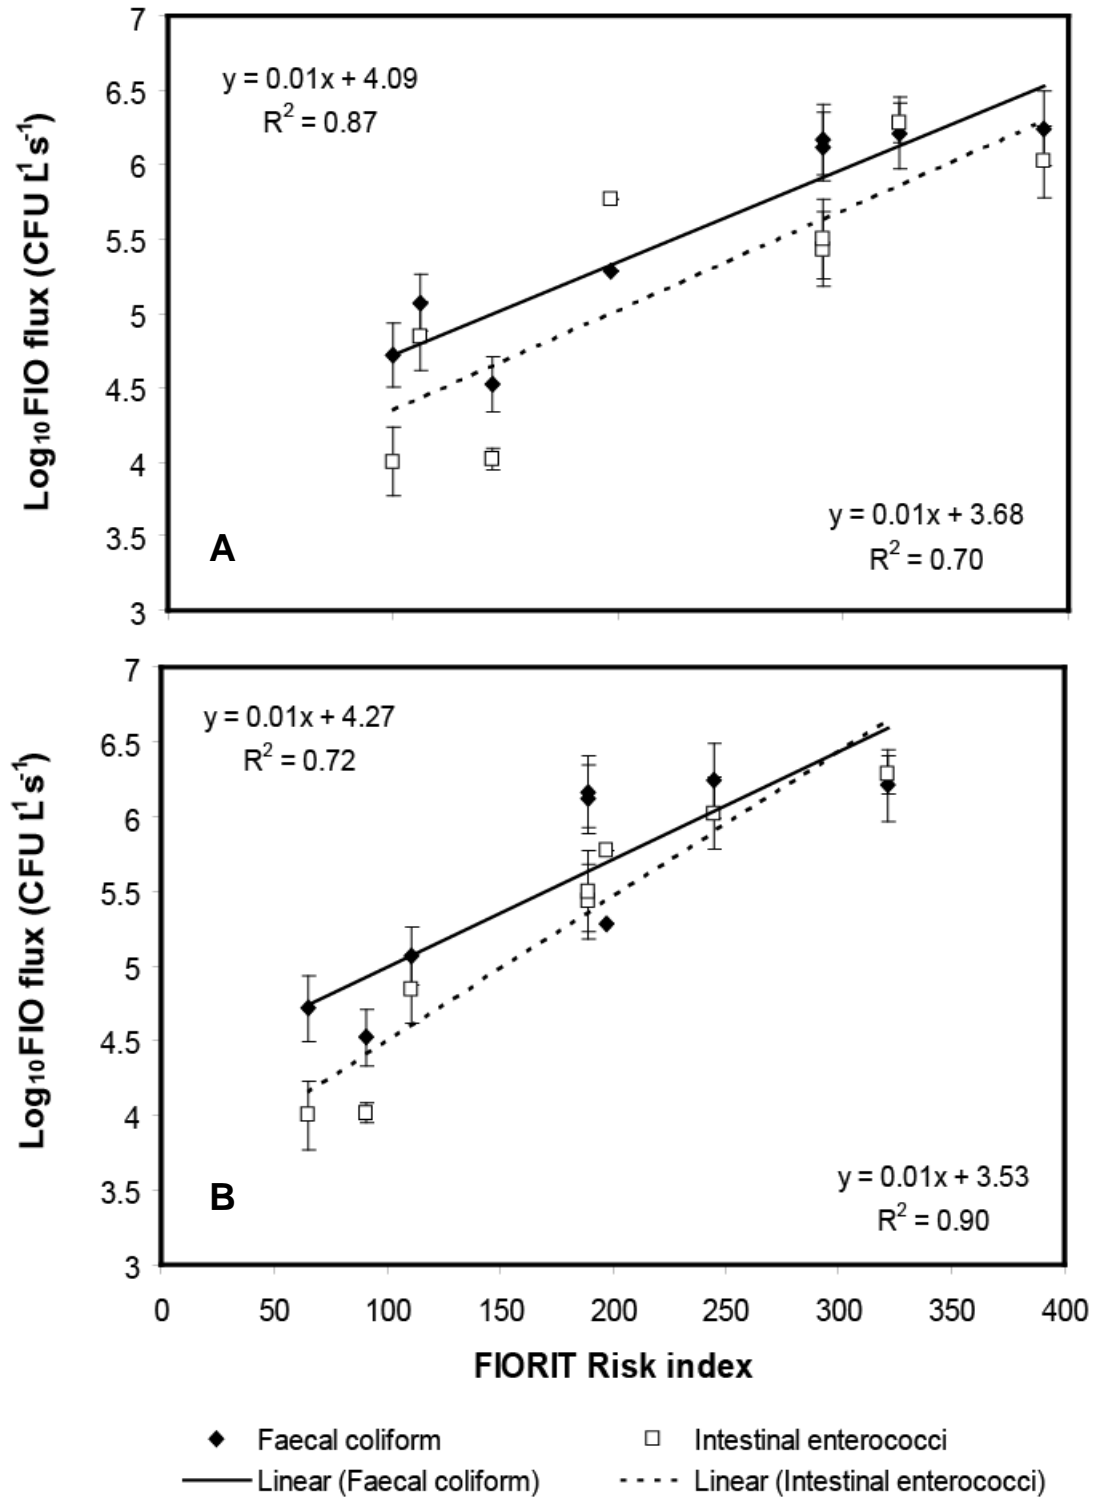 7
6.5
6
5.5
5
4.5
4
3.5
3
Log₁₀FIO flux (CFU L¹s⁻¹)
y = 0.01x + 4.09
R² = 0.87
y = 0.01x + 3.68
R² = 0.70
A
7
6.5
6
5.5
5
4.5
4
3.5
3
Log₁₀FIO flux (CFU L¹s⁻¹)
y = 0.01x + 4.27
R² = 0.72
y = 0.01x + 3.53
R² = 0.90
B
0 50 100 150 200 250 300 350 400
FIORIT Risk index
Faecal coliform Intestinal enterococci
Linear (Faecal coliform) Linear (Intestinal enterococci)